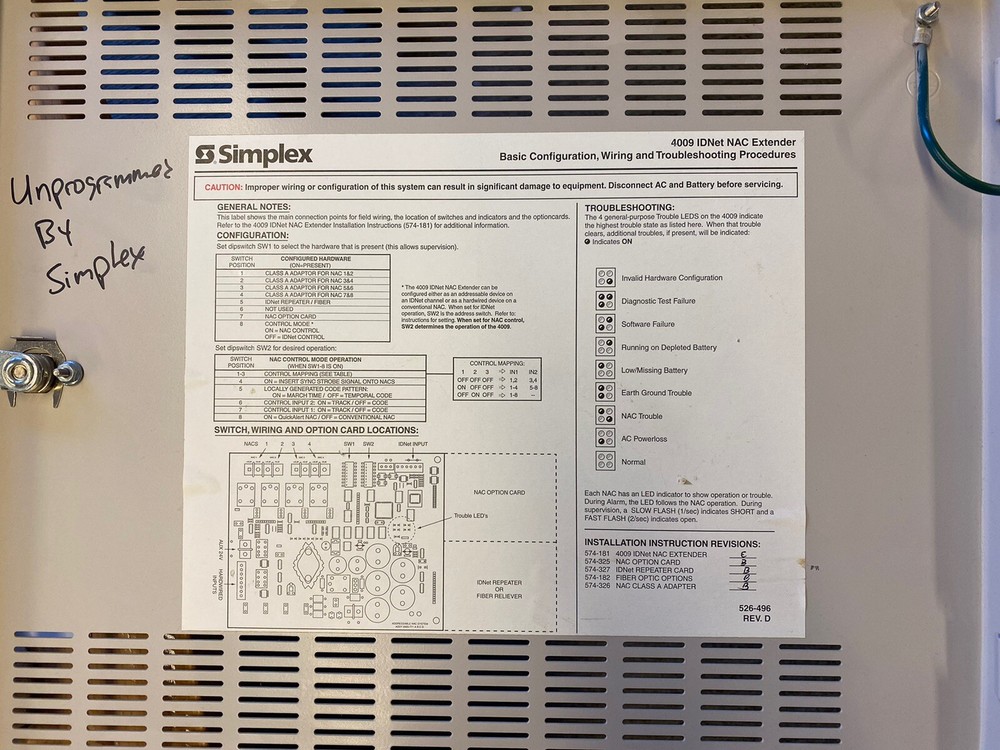 Unprogrammed
By
Simplex
Simplex
4009 IDNet NAC Extender
Basic Configuration, Wiring and Troubleshooting Procedures
CAUTION: Improper wiring or configuration of this system can result in significant damage to equipment. Disconnect AC and Battery before servicing.
GENERAL NOTES:
This label shows the main connection points for field wiring, the location of switches and indicators and the optioncards.
Refer to the 4009 IDNet NAC Extender Installation Instructions (574-181) for additional information.
CONFIGURATION:
Set dipswitch SW1 to select the hardware that is present (this allows supervision).
SWITCH POSITION CONFIGURED HARDWARE (ON=PRESENT)
1 CLASS A ADAPTOR FOR NAC 1&2
2 CLASS A ADAPTOR FOR NAC 3&4
3 CLASS A ADAPTOR FOR NAC 5&6
4 CLASS A ADAPTOR FOR NAC 7&8
5 IDNet REPEATER / FIBER
6 NOT USED
7 NAC OPTION CARD
8 CONTROL MODE *
ON = NAC CONTROL
OFF = IDNet CONTROL
* The 4009 IDNet NAC Extender can be
configured either as an addressable device on
an IDNet channel or as a hardwired device on a
conventional NAC. When set for IDNet
operation, SW2 is the address switch. Refer to:
instructions for setting. When set for NAC control,
SW2 determines the operation of the 4009.
Set dipswitch SW2 for desired operation:
SWITCH POSITION NAC CONTROL MODE OPERATION (WHEN SW1-8 IS ON)
1-3 CONTROL MAPPING (SEE TABLE)
4 ON = INSERT SYNC STROBE SIGNAL ONTO NACS
5 LOCALLY GENERATED CODE PATTERN:
ON = MARCH TIME / OFF = TEMPORAL CODE
6 CONTROL INPUT 2: ON = TRACK / OFF = CODE
7 CONTROL INPUT 1: ON = TRACK / OFF = CODE
8 ON = QuickAlert NAC / OFF = CONVENTIONAL NAC
CONTROL MAPPING:
1 2 3 ⇨ IN1 IN2
OFF OFF OFF ⇨ 1,2 3,4
ON OFF OFF ⇨ 1-4 5-8
OFF ON OFF ⇨ 1-8 –
SWITCH, WIRING AND OPTION CARD LOCATIONS:
NACS 1 2 3 4 SW1 SW2 IDNet INPUT
NAC OPTION CARD
Trouble LED's
AUX 24V
HARDWIRED
INPUTS
IDNET REPEATER
OR
FIBER RELIEVER
TROUBLESHOOTING:
The 4 general-purpose Trouble LEDS on the 4009 indicate
the highest trouble state as listed here. When that trouble
clears, additional troubles, if present, will be indicated:
Indicates ON
Invalid Hardware Configuration
Diagnostic Test Failure
Software Failure
Running on Depleted Battery
Low/Missing Battery
Earth Ground Trouble
NAC Trouble
AC Powerloss
Normal
Each NAC has an LED indicator to show operation or trouble.
During Alarm, the LED follows the NAC operation. During
supervision, a SLOW FLASH (1/sec) indicates SHORT and a
FAST FLASH (2/sec) indicates open.
INSTALLATION INSTRUCTION REVISIONS:
574-181 4009 IDNet NAC EXTENDER E
574-325 NAC OPTION CARD B
574-327 IDNet REPEATER CARD B
574-182 FIBER OPTIC OPTIONS
574-326 NAC CLASS A ADAPTER B
526-496
REV. D